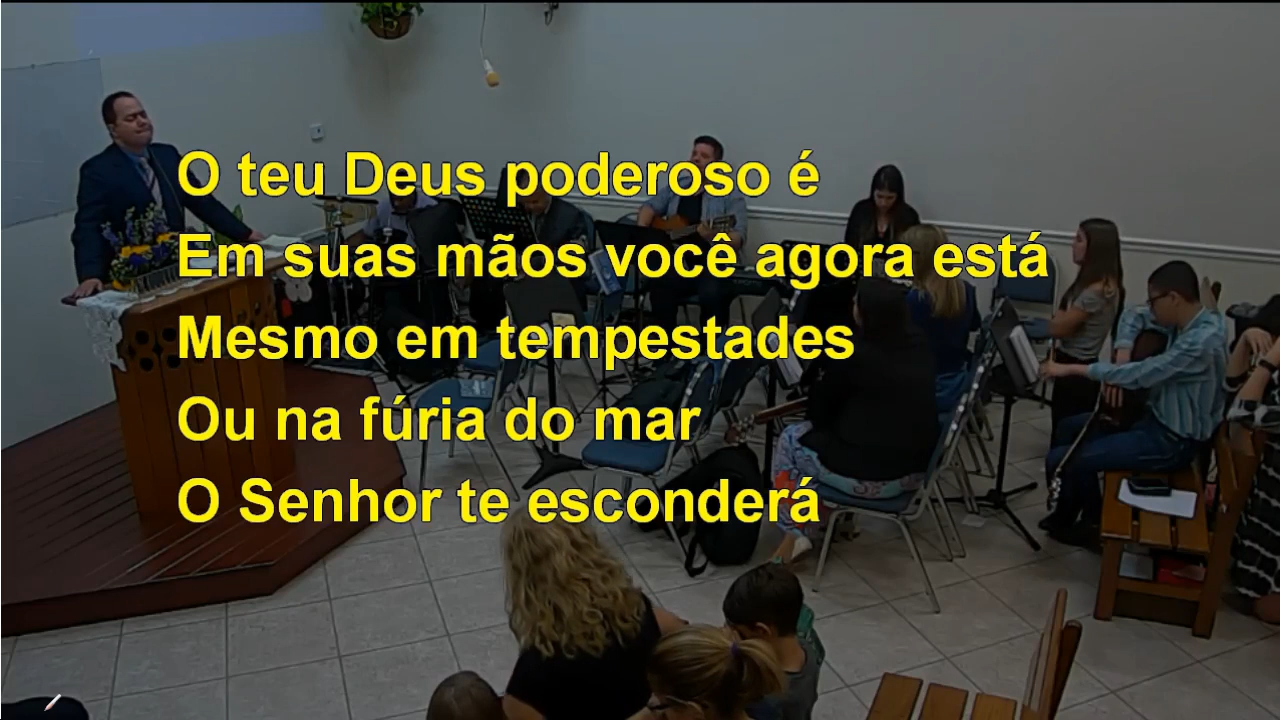 O teu Deus poderoso é
Em suas mãos você agora está
Mesmo em tempestades
Ou na fúria do mar
O Senhor te esconderá